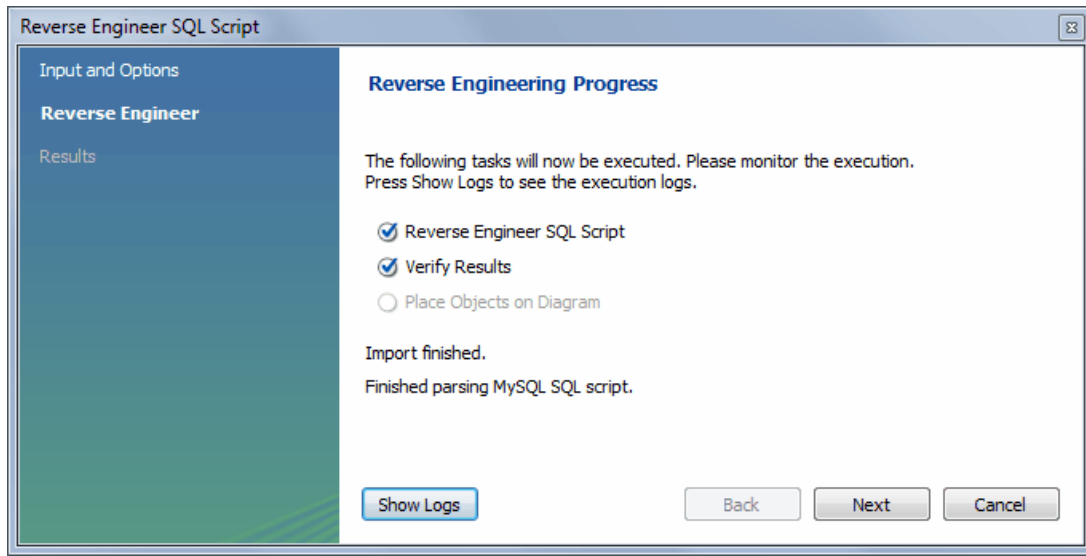 Reverse Engineer SQL Script
Input and Options
Reverse Engineer
Results
Reverse Engineering Progress
The following tasks will now be executed. Please monitor the execution.
Press Show Logs to see the execution logs.
Reverse Engineer SQL Script
Verify Results
Place Objects on Diagram
Import finished.
Finished parsing MySQL SQL script.
Show Logs
Back
Next
Cancel